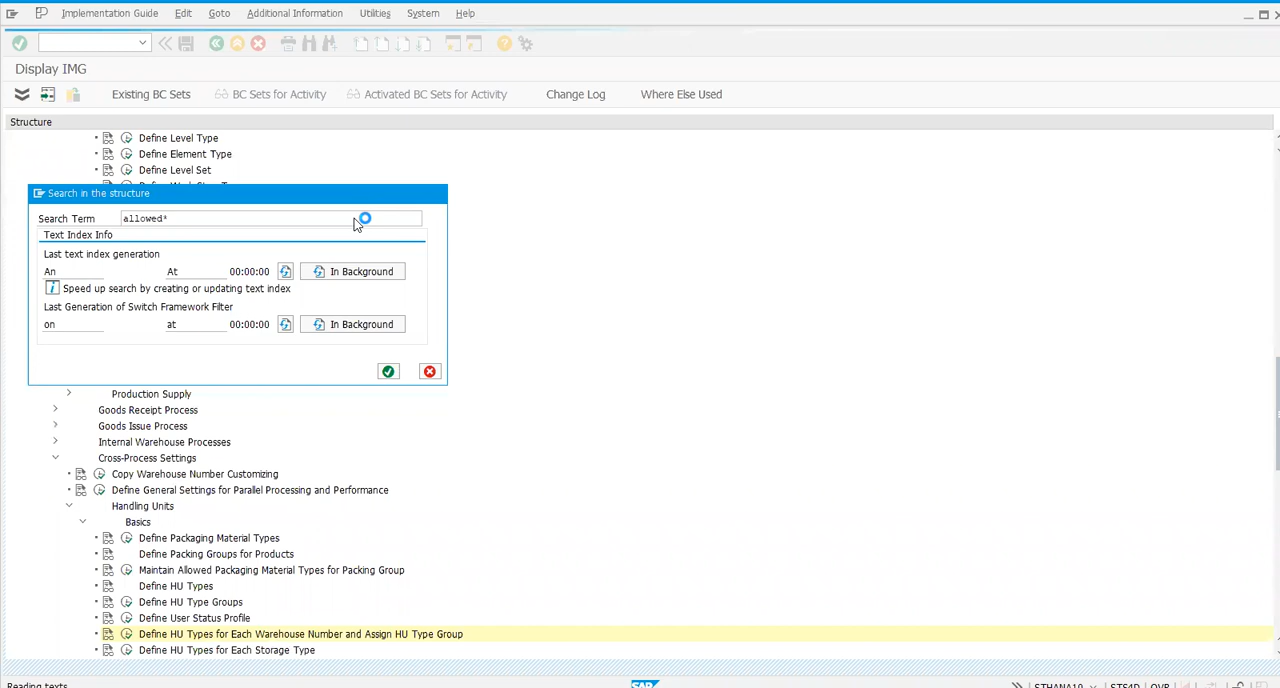 Implementation Guide Edit Goto Additional Information Utilities System Help
Display IMG
Existing BC Sets BC Sets for Activity Activated BC Sets for Activity Change Log Where Else Used
Structure
Define Level Type
Define Element Type
Define Level Set
Search in the structure
Search Term allowed*
Text Index Info
Last text index generation
An At 00:00:00 In Background
Speed up search by creating or updating text index
Last Generation of Switch Framework Filter
on at 00:00:00 In Background
Production Supply
Goods Receipt Process
Goods Issue Process
Internal Warehouse Processes
Cross-Process Settings
Copy Warehouse Number Customizing
Define General Settings for Parallel Processing and Performance
Handling Units
Basics
Define Packaging Material Types
Define Packing Groups for Products
Maintain Allowed Packaging Material Types for Packing Group
Define HU Types
Define HU Type Groups
Define User Status Profile
Define HU Types for Each Warehouse Number and Assign HU Type Group
Define HU Types for Each Storage Type
Reading texts SAP STHANA10 STS4D OVR